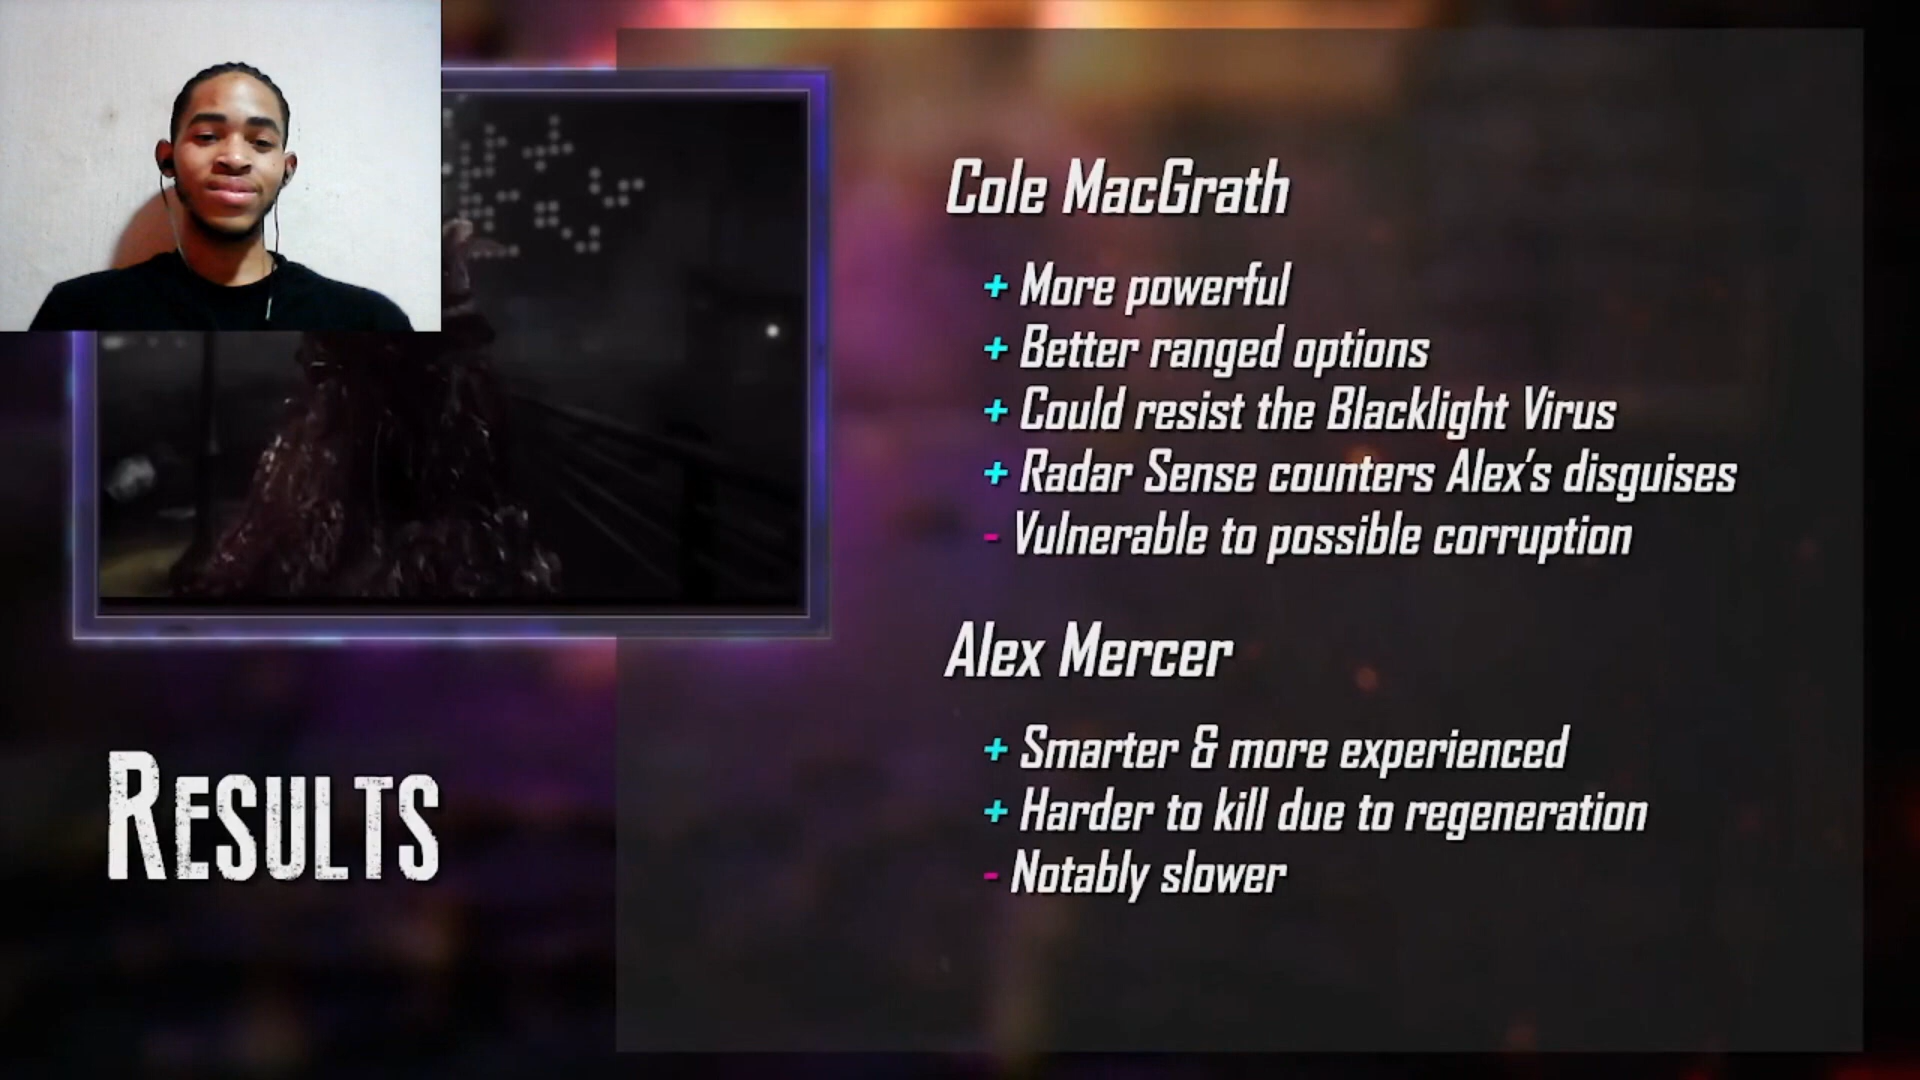 Cole MacGrath
+ More powerful
+ Better ranged options
+ Could resist the Blacklight Virus
+ Radar Sense counters Alex's disguises
- Vulnerable to possible corruption
Alex Mercer
+ Smarter & more experienced
+ Harder to kill due to regeneration
- Notably slower
RESULTS